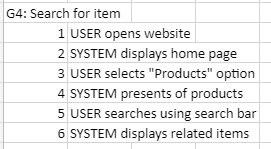 G4: Search for item
1 USER opens website
2 SYSTEM displays home page
3 USER selects "Products" option
4 SYSTEM presents of products
5 USER searches using search bar
6 SYSTEM displays related items